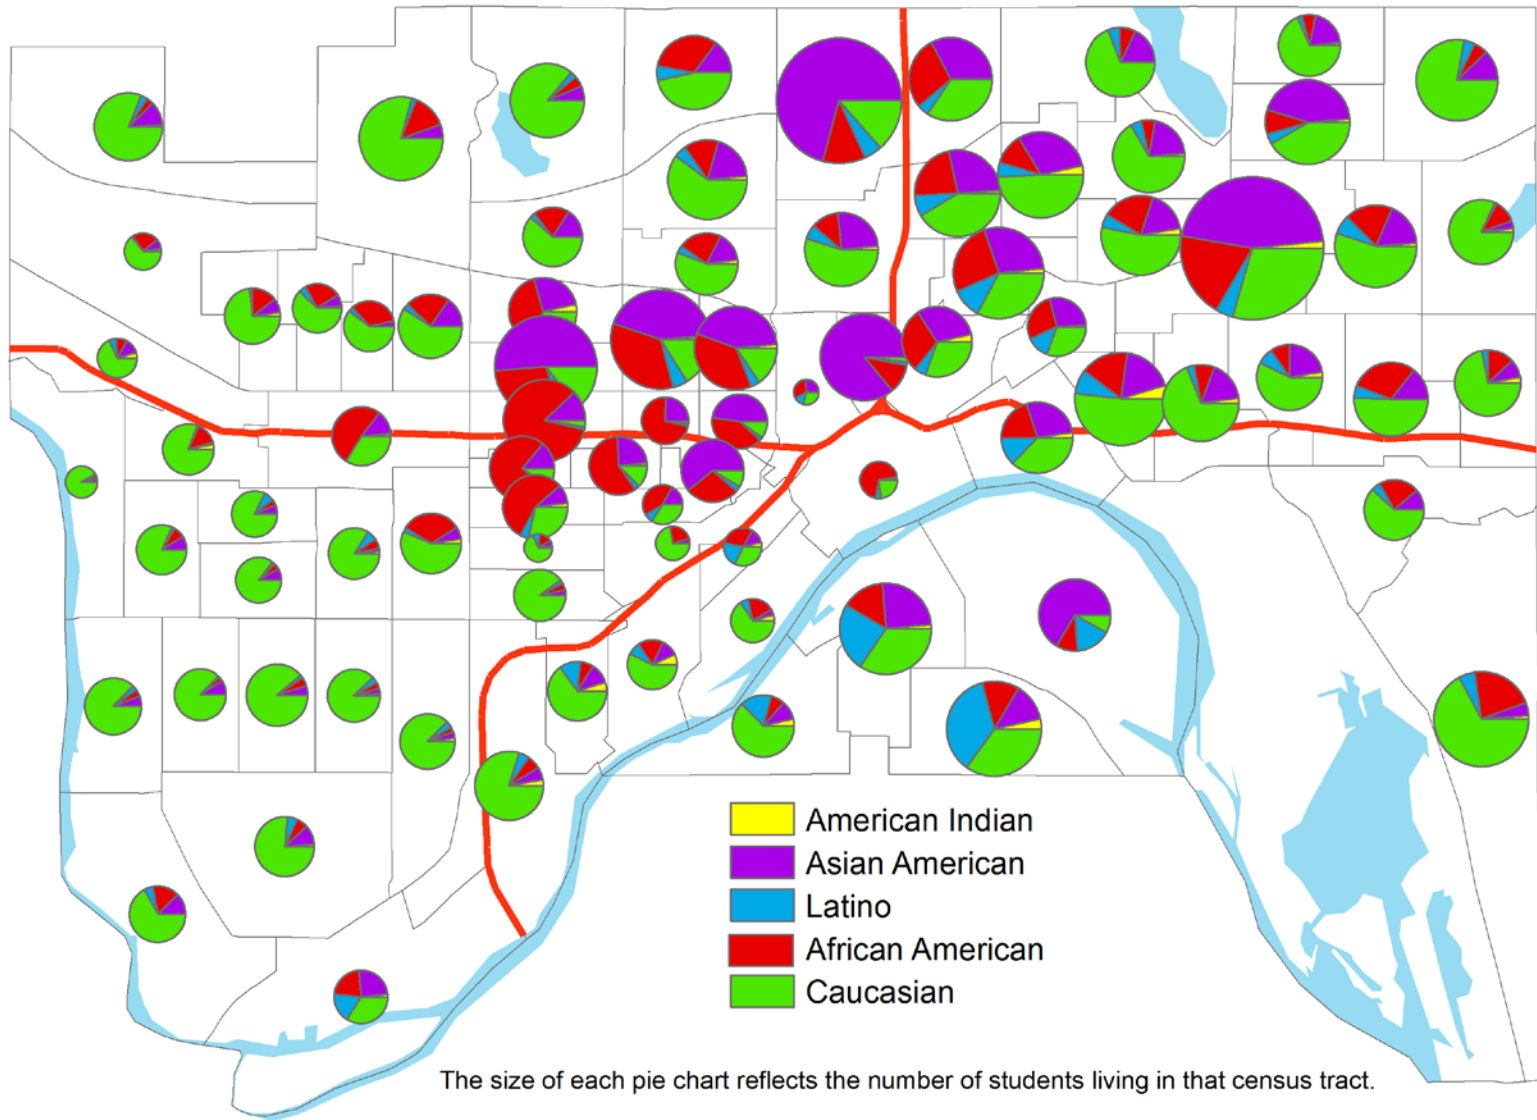 American Indian
Asian American
Latino
African American
Caucasian
The size of each pie chart reflects the number of students living in that census tract.